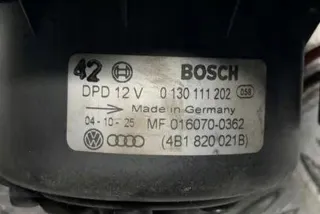 42 BOSCH
DPD 12 V 0 130 111 202 058
Made in Germany
04-10-25 MF 016070-0362
(4B1 820 021B)